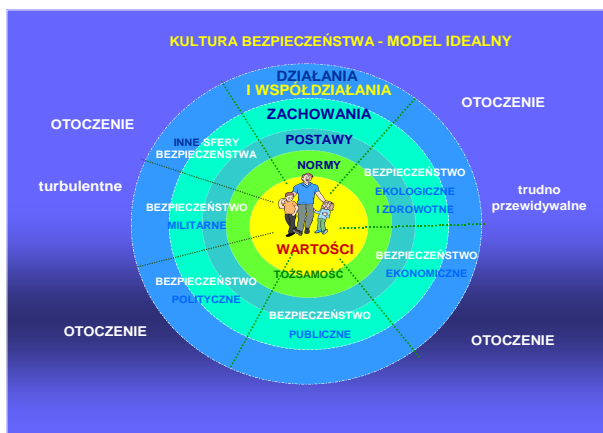 KULTURA BEZPIECZEŃSTWA - MODEL IDEALNY
DZIAŁANIA
I WSPÓŁDZIAŁANIA
ZACHOWANIA
POSTAWY
NORMY
WARTOŚCI
TOŻSAMOŚĆ
OTOCZENIE
turbulentne
OTOCZENIE
OTOCZENIE
trudno
przewidywalne
OTOCZENIE
INNE SFERY
BEZPIECZEŃSTWA
BEZPIECZEŃSTWO
MILITARNE
BEZPIECZEŃSTWO
POLITYCZNE
BEZPIECZEŃSTWO
PUBLICZNE
BEZPIECZEŃSTWO
EKONOMICZNE
BEZPIECZEŃSTWO
EKOLOGICZNE
I ZDROWOTNE